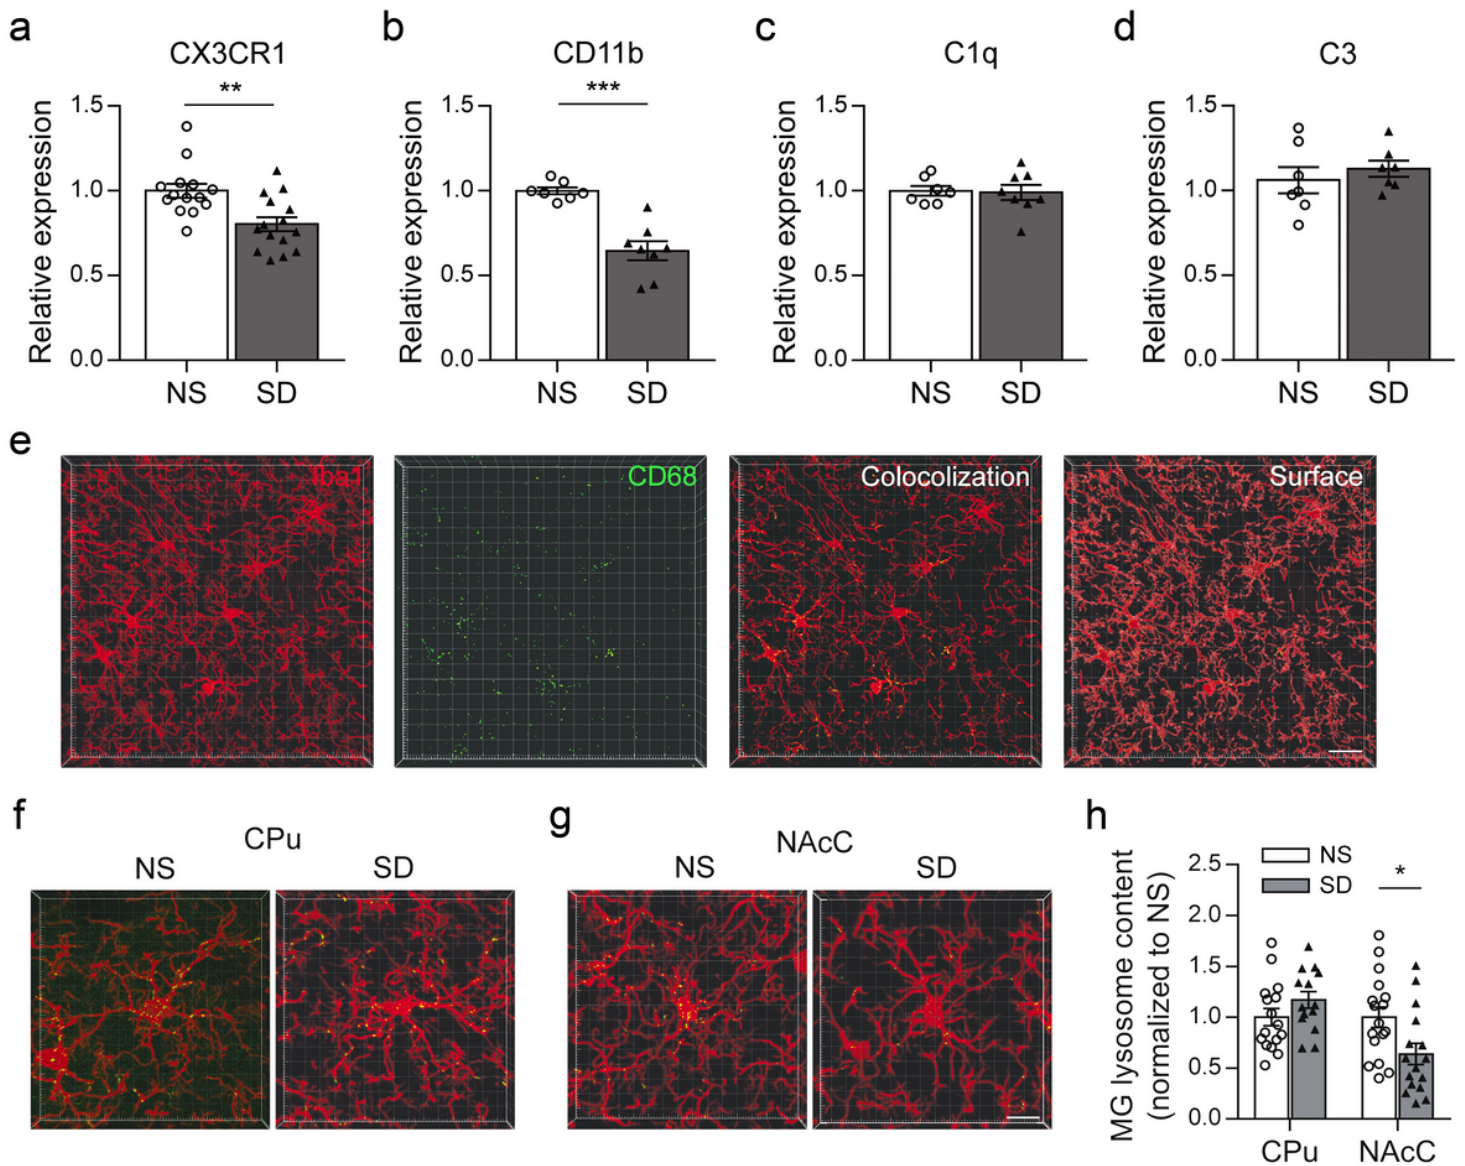 a
CX3CR1
**
Relative expression
1.5
1.0
0.5
0.0
NS SD
b
CD11b
***
Relative expression
1.5
1.0
0.5
0.0
NS SD
c
C1q
Relative expression
1.5
1.0
0.5
0.0
NS SD
d
C3
Relative expression
1.5
1.0
0.5
0.0
NS SD
e
Iba1
CD68
Colocolization
Surface
f
CPu
NS SD
g
NAcC
NS SD
h
MG lysosome content
(normalized to NS)
NS
SD
*
2.5
2.0
1.5
1.0
0.5
0.0
CPu NAcC